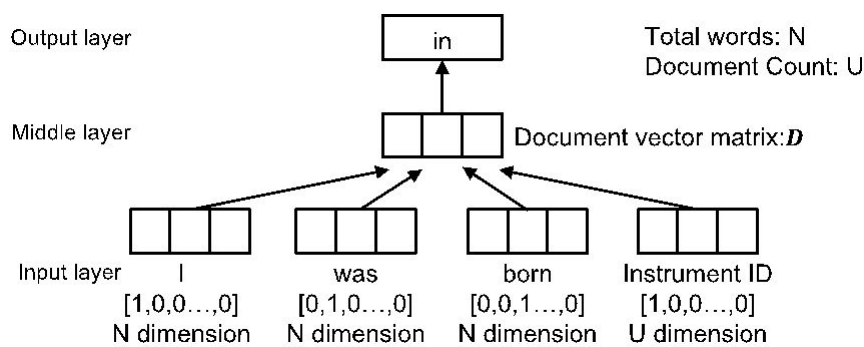 Output layer
in
Total words: N
Document Count: U
Middle layer
Document vector matrix:D
Input layer
I
was
born
Instrument ID
[1,0,0...,0]
[0,1,0...,0]
[0,0,1...,0]
[1,0,0...,0]
N dimension
N dimension
N dimension
U dimension